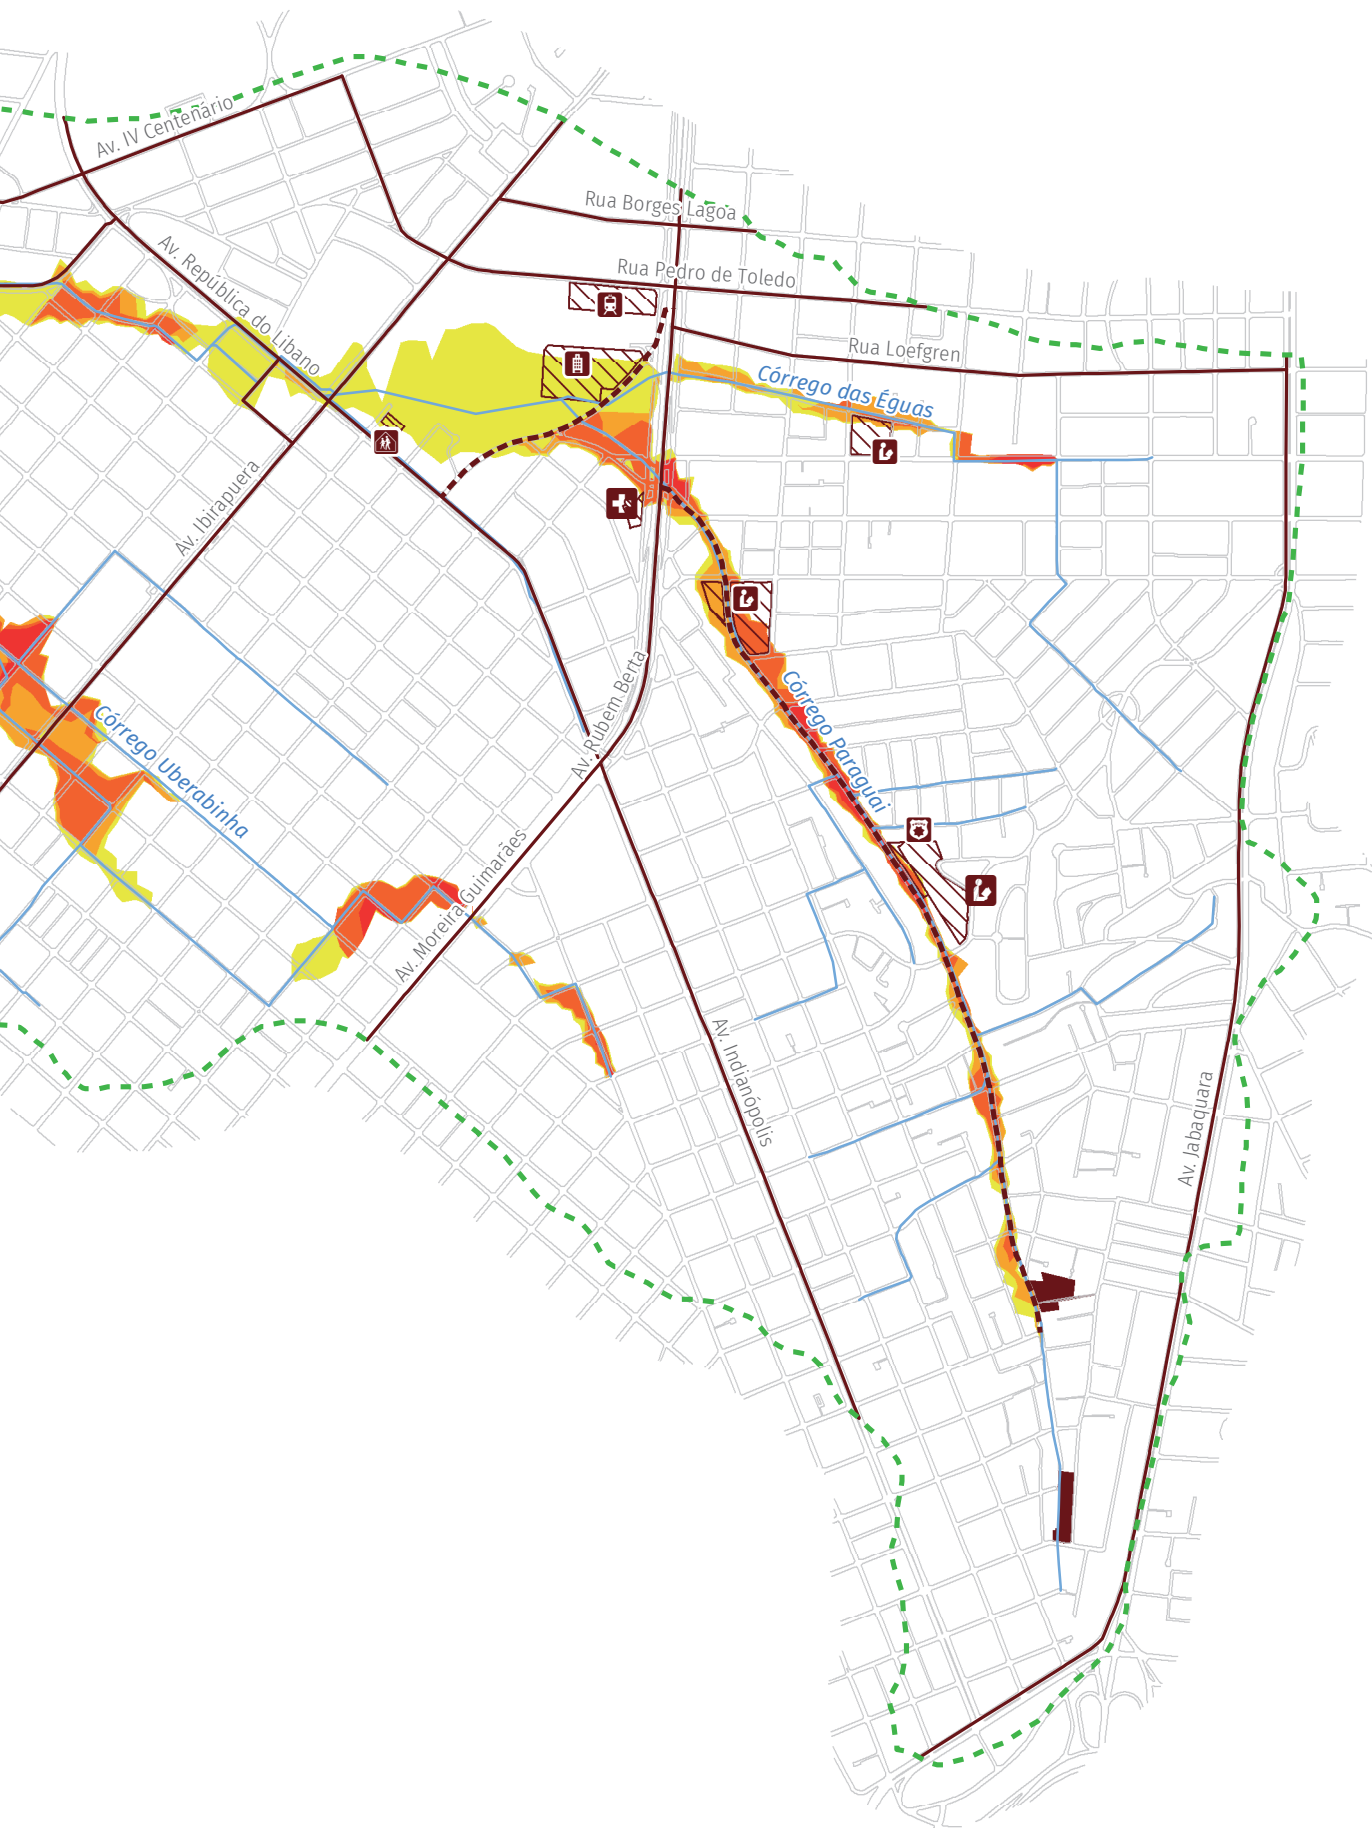 Av. IV Centenário
Rua Borges Lagoa
Av. República do Líbano
Rua Pedro de Toledo
Rua Loefgren
Córrego das Éguas
Av. Ibirapuera
Av. Rubem Berta
Córrego Paraguai
Córrego Uberabinha
Av. Moreira Guimarães
Av. Indianópolis
Av. Jabaquara